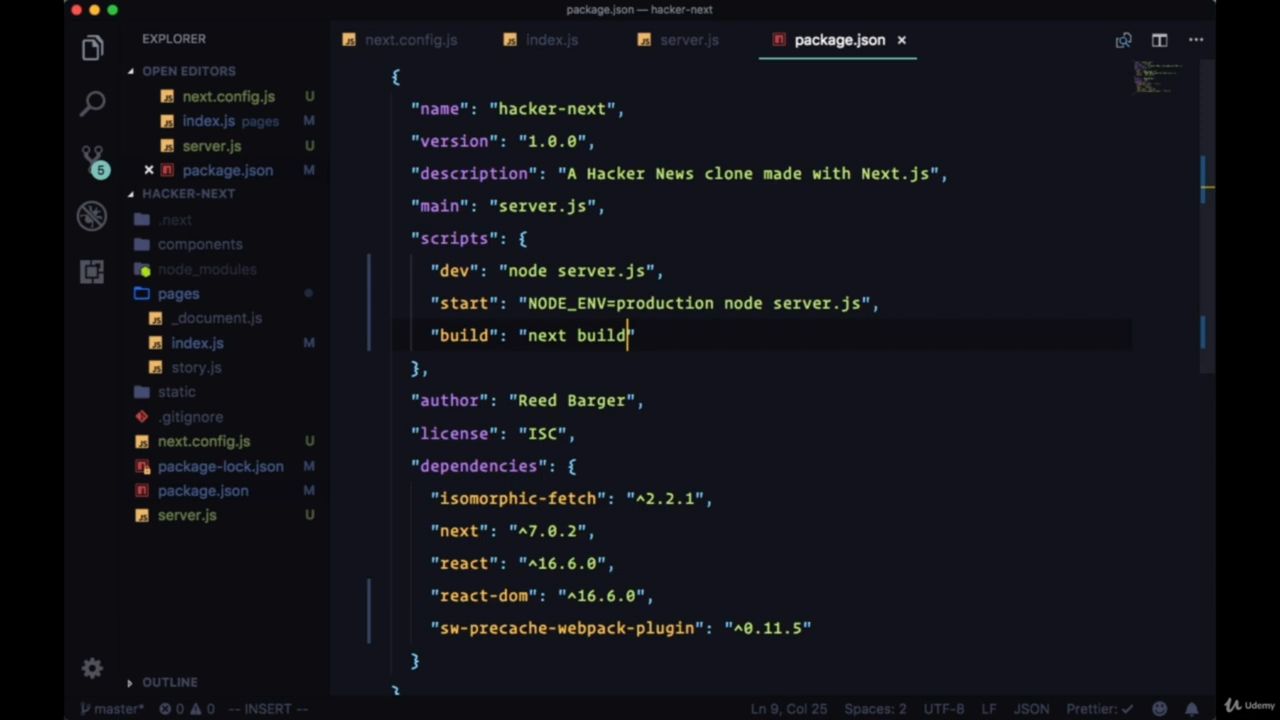 package.json — hacker-next
EXPLORER
OPEN EDITORS
next.config.js U
index.js pages M
server.js U
package.json M
HACKER-NEXT
.next
components
node_modules
pages
_document.js
index.js M
story.js
static
.gitignore
next.config.js U
package-lock.json M
package.json M
server.js U
OUTLINE
5
next.config.js index.js server.js package.json
{
"name": "hacker-next",
"version": "1.0.0",
"description": "A Hacker News clone made with Next.js",
"main": "server.js",
"scripts": {
"dev": "node server.js",
"start": "NODE_ENV=production node server.js",
"build": "next build"
},
"author": "Reed Barger",
"license": "ISC",
"dependencies": {
"isomorphic-fetch": "^2.2.1",
"next": "^7.0.2",
"react": "^16.6.0",
"react-dom": "^16.6.0",
"sw-precache-webpack-plugin": "^0.11.5"
}
}
master* 0 0 -- INSERT -- Ln 9, Col 25 Spaces: 2 UTF-8 LF JSON Prettier: ✓
Udemy